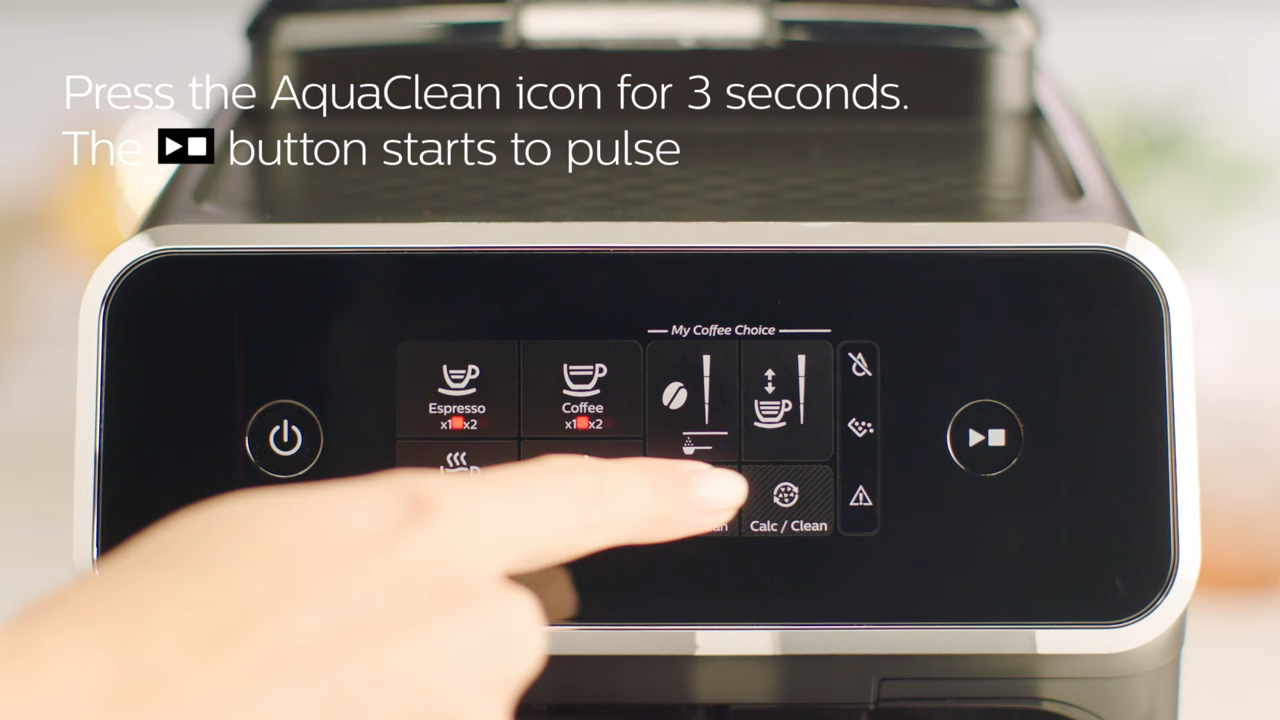 Press the AquaClean icon for 3 seconds.
The button starts to pulse
My Coffee Choice
Espresso
x1 x2
Coffee
x1 x2
Calc / Clean